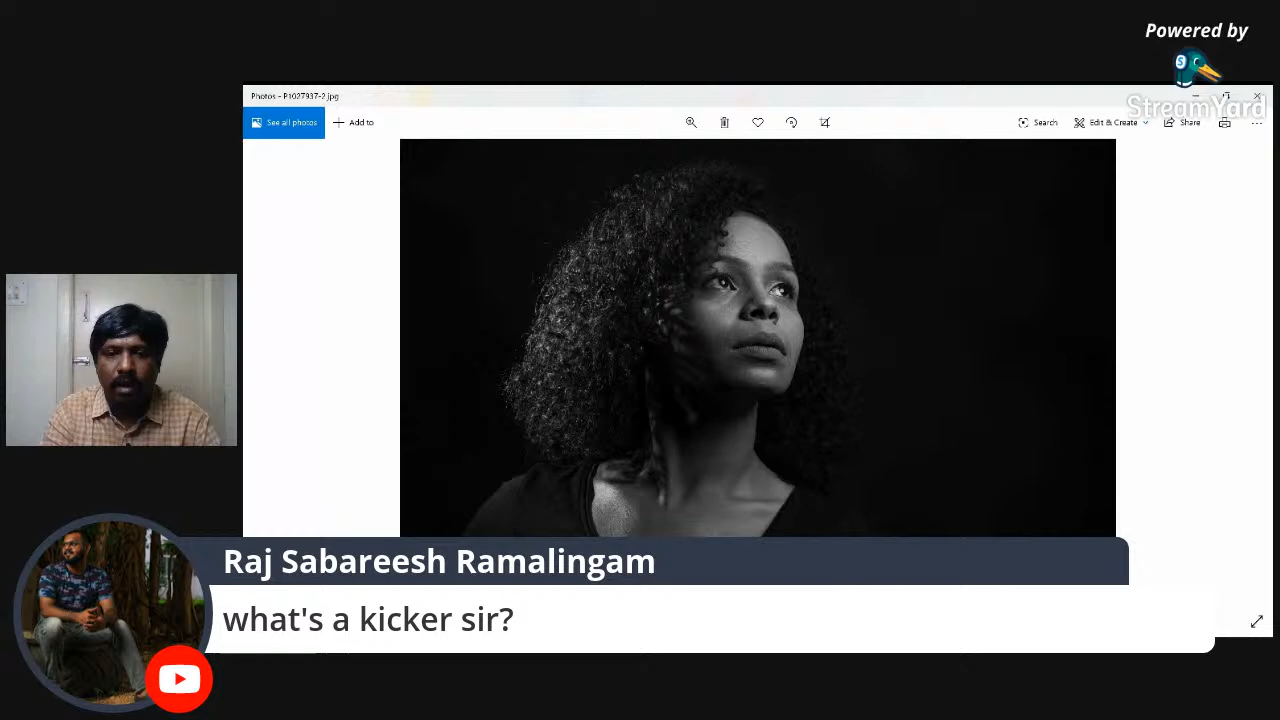 Powered by
StreamYard
Photos - P1027937-2.jpg
See all photos
Add to
Search
Edit & Create
Share
Raj Sabareesh Ramalingam
what's a kicker sir?